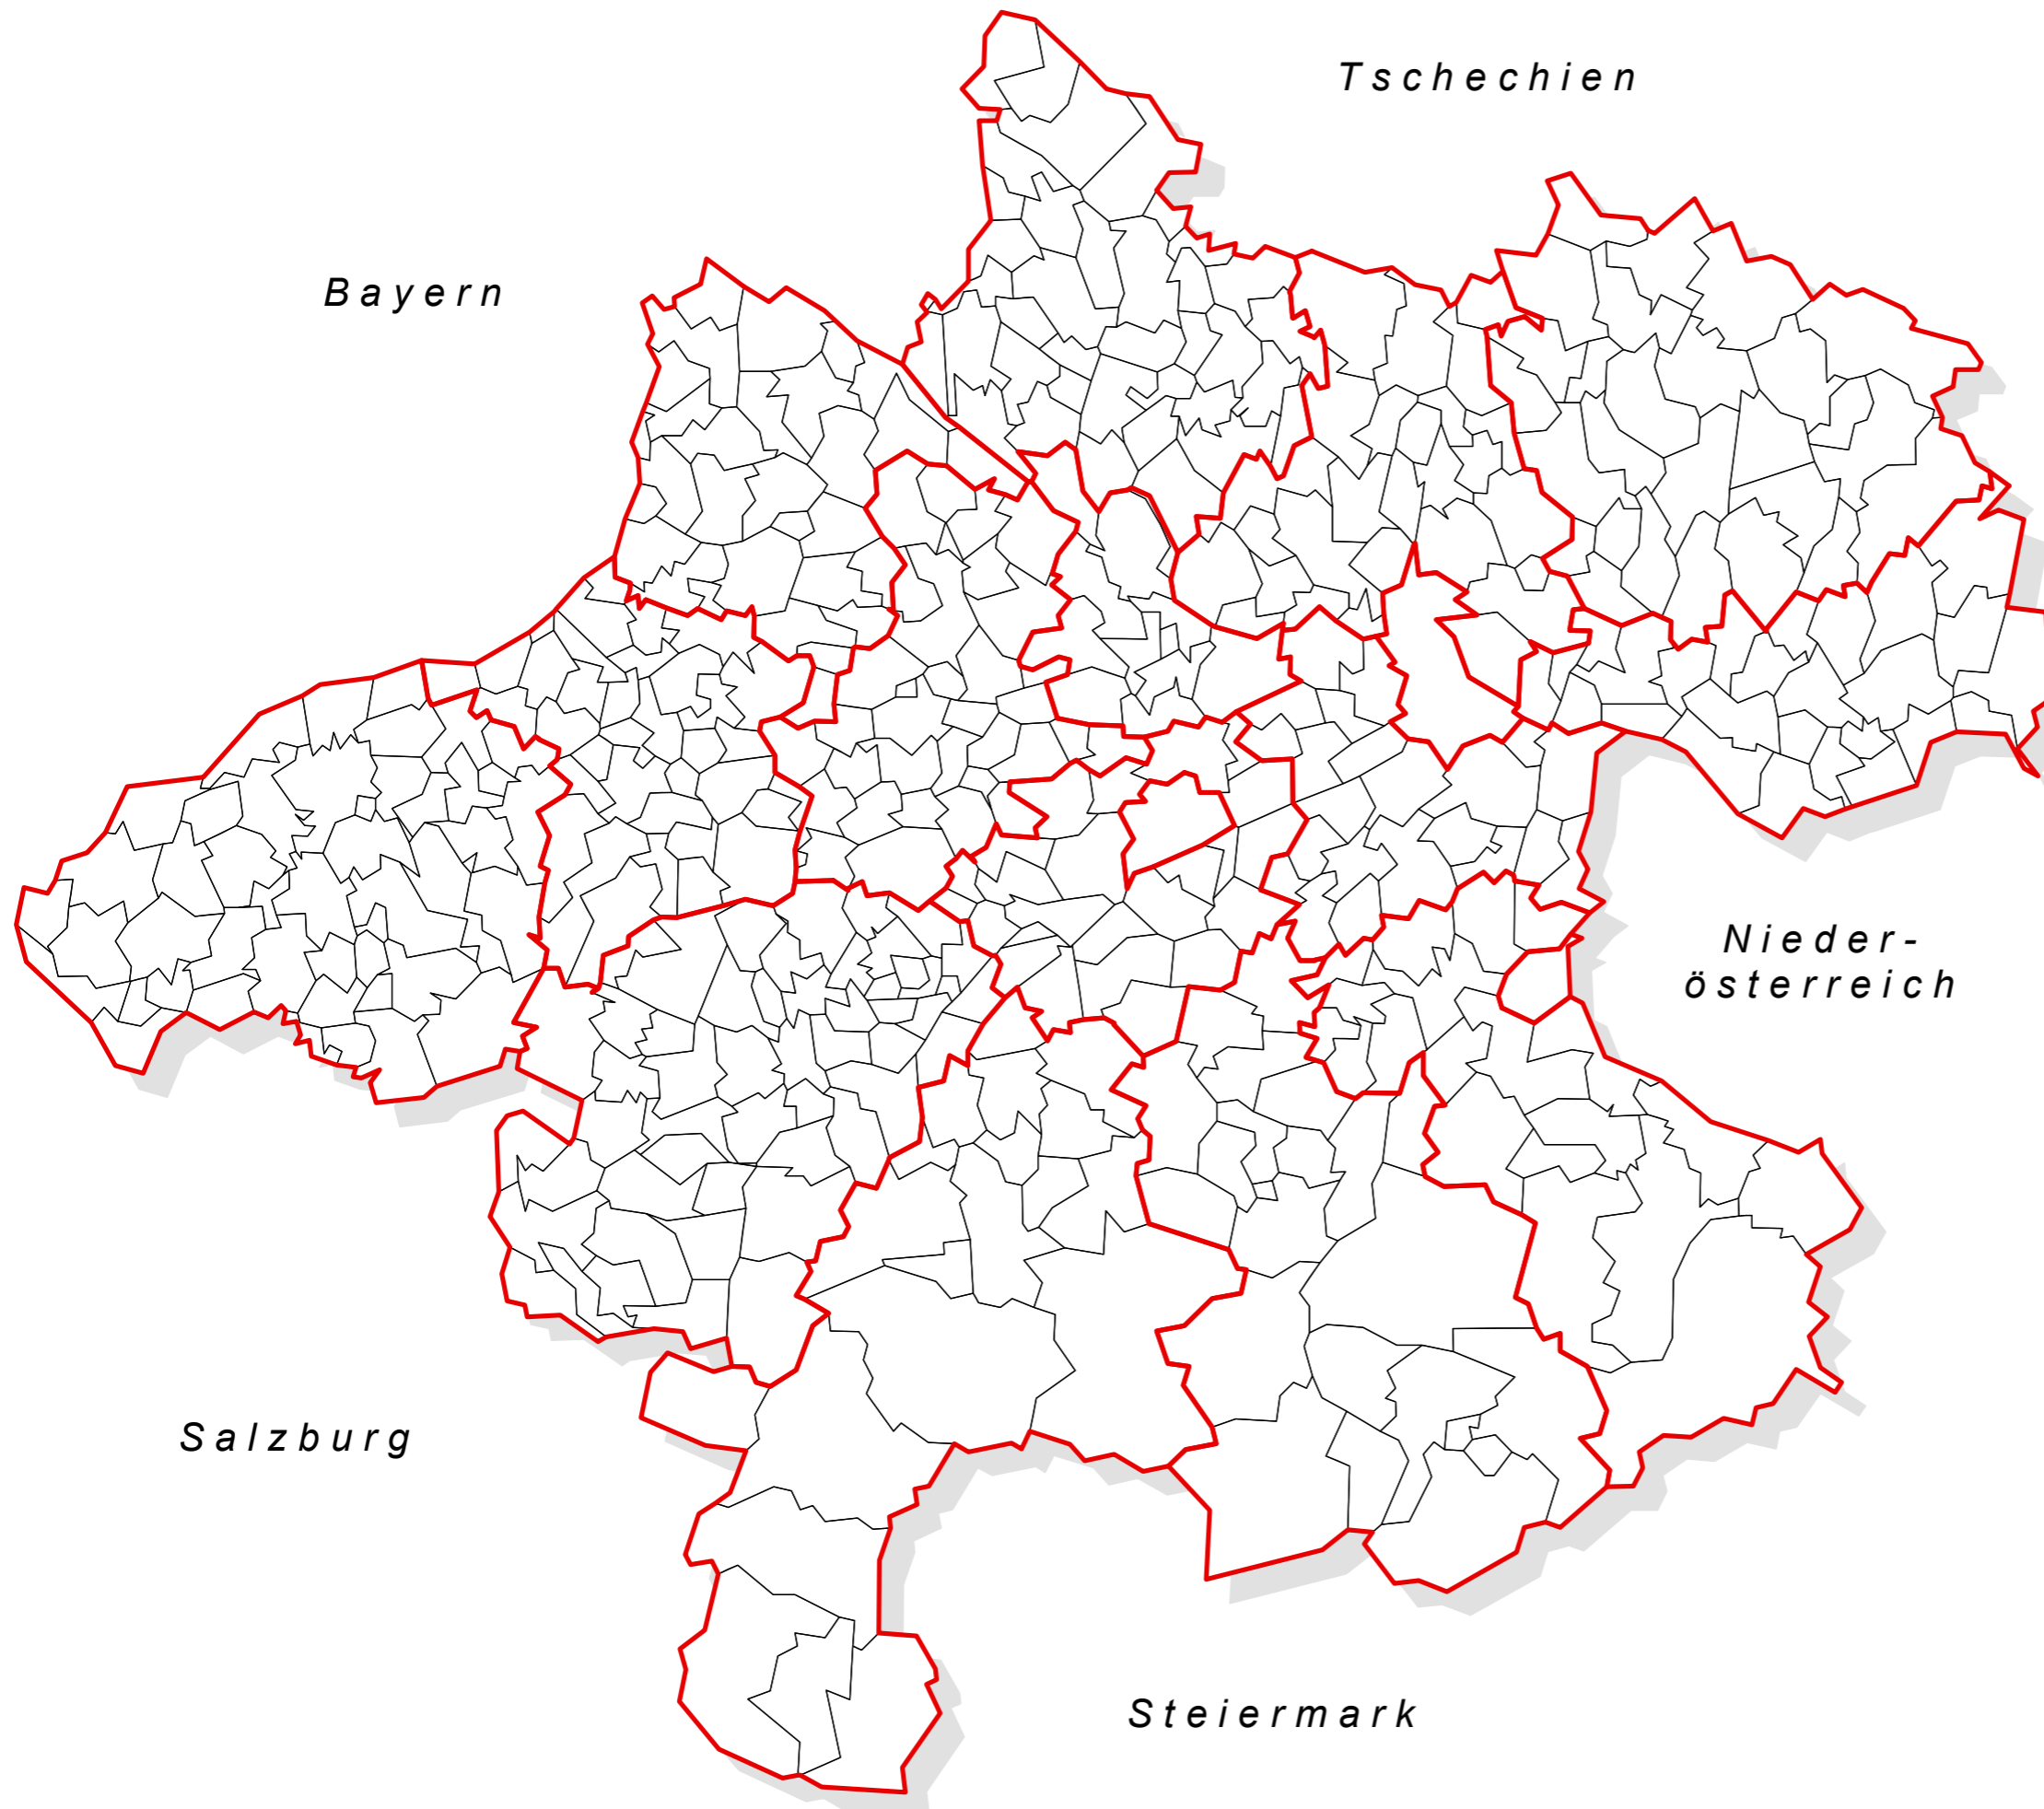 Tschechien
Bayern
Nieder-
österreich
Salzburg
Steiermark